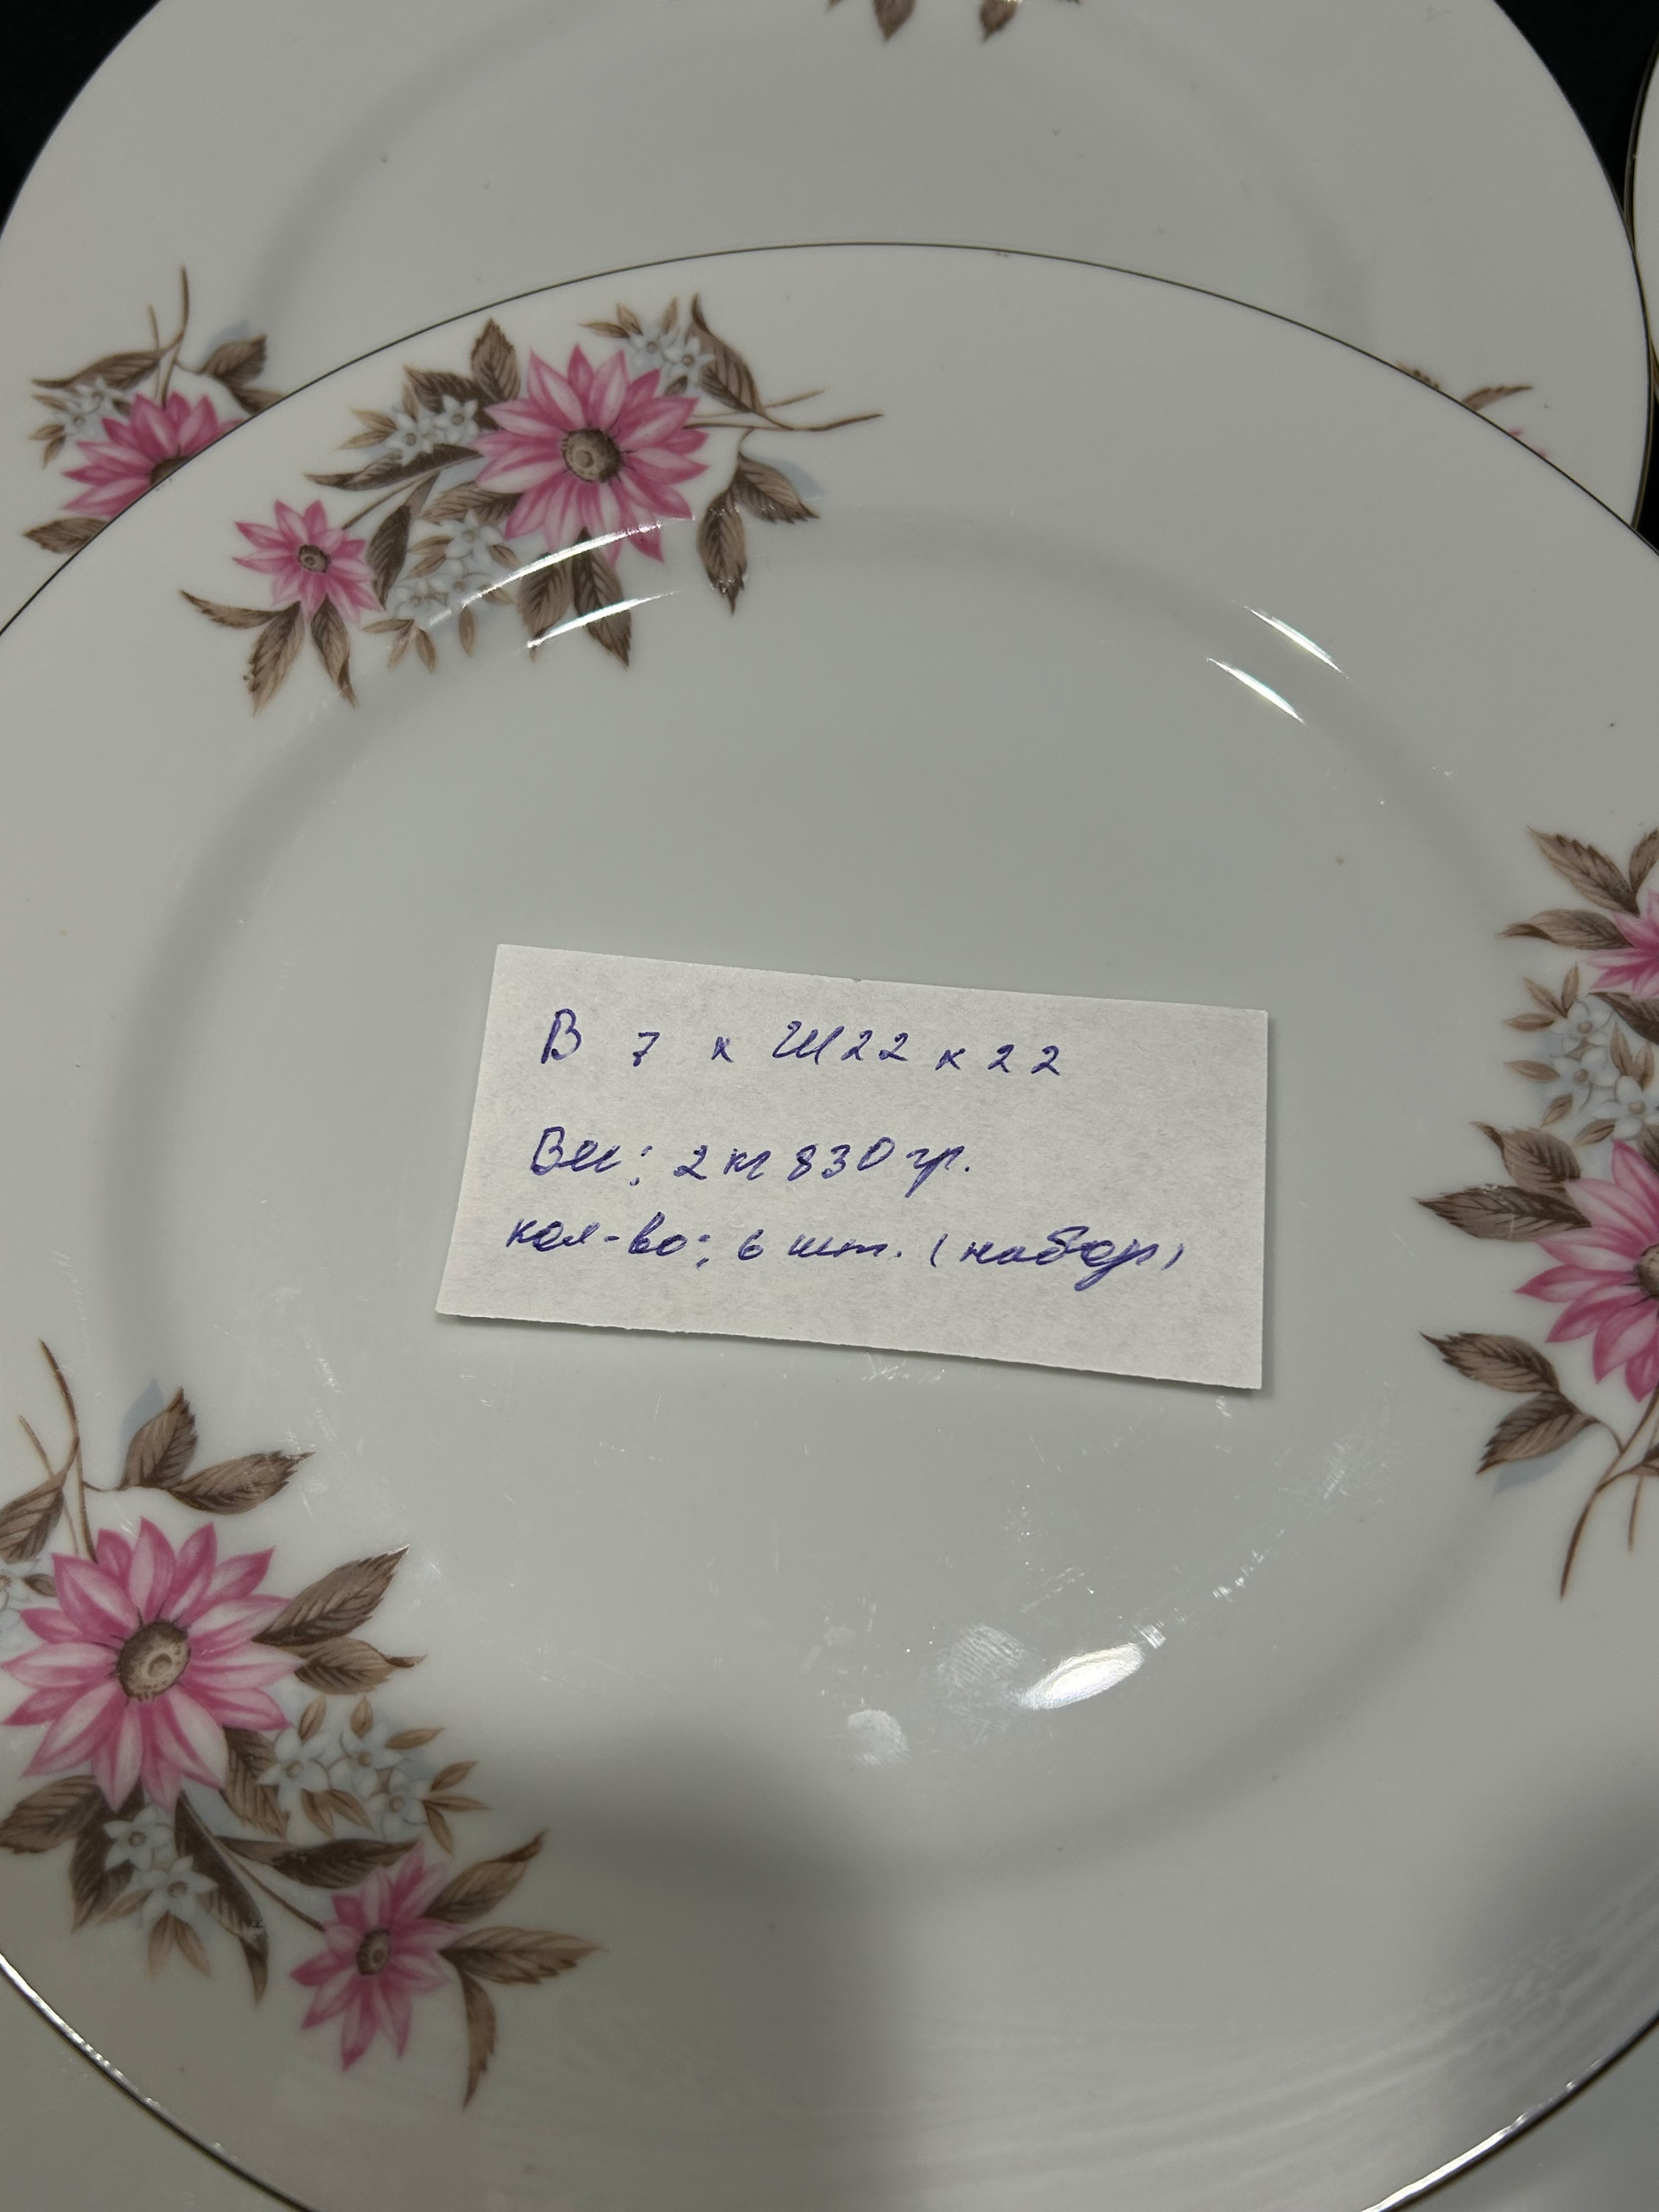 В 7 х Ш22 х 22
Вес: 2 кг 830 гр.
кол-во: 6 шт. (набор)